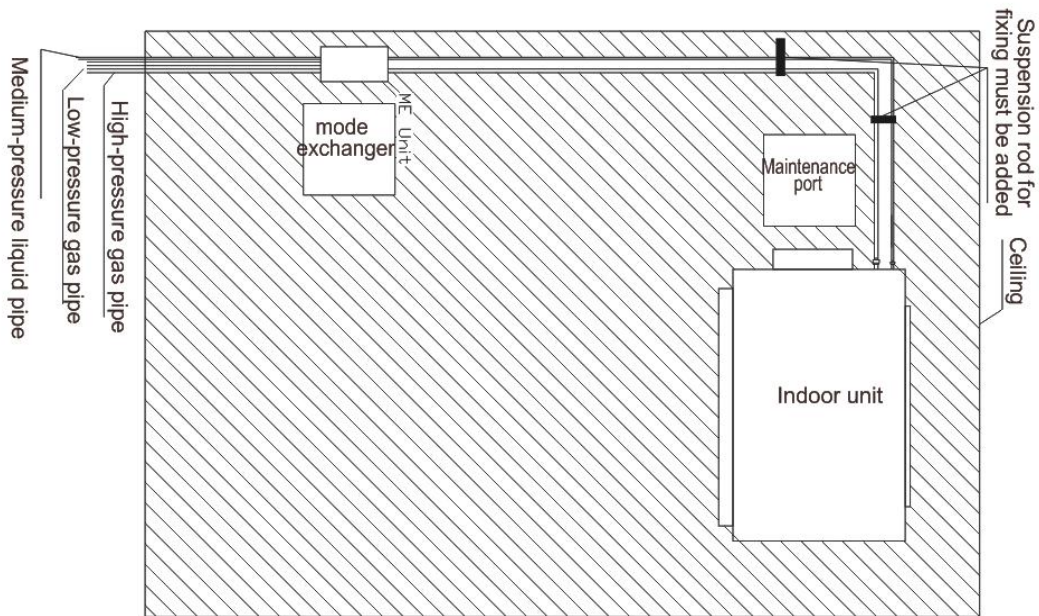 Suspension rod for
fixing must be added
Ceiling
Medium-pressure liquid pipe
Low-pressure gas pipe
High-pressure gas pipe
ME Unit
mode
exchanger
Maintenance
port
Indoor unit